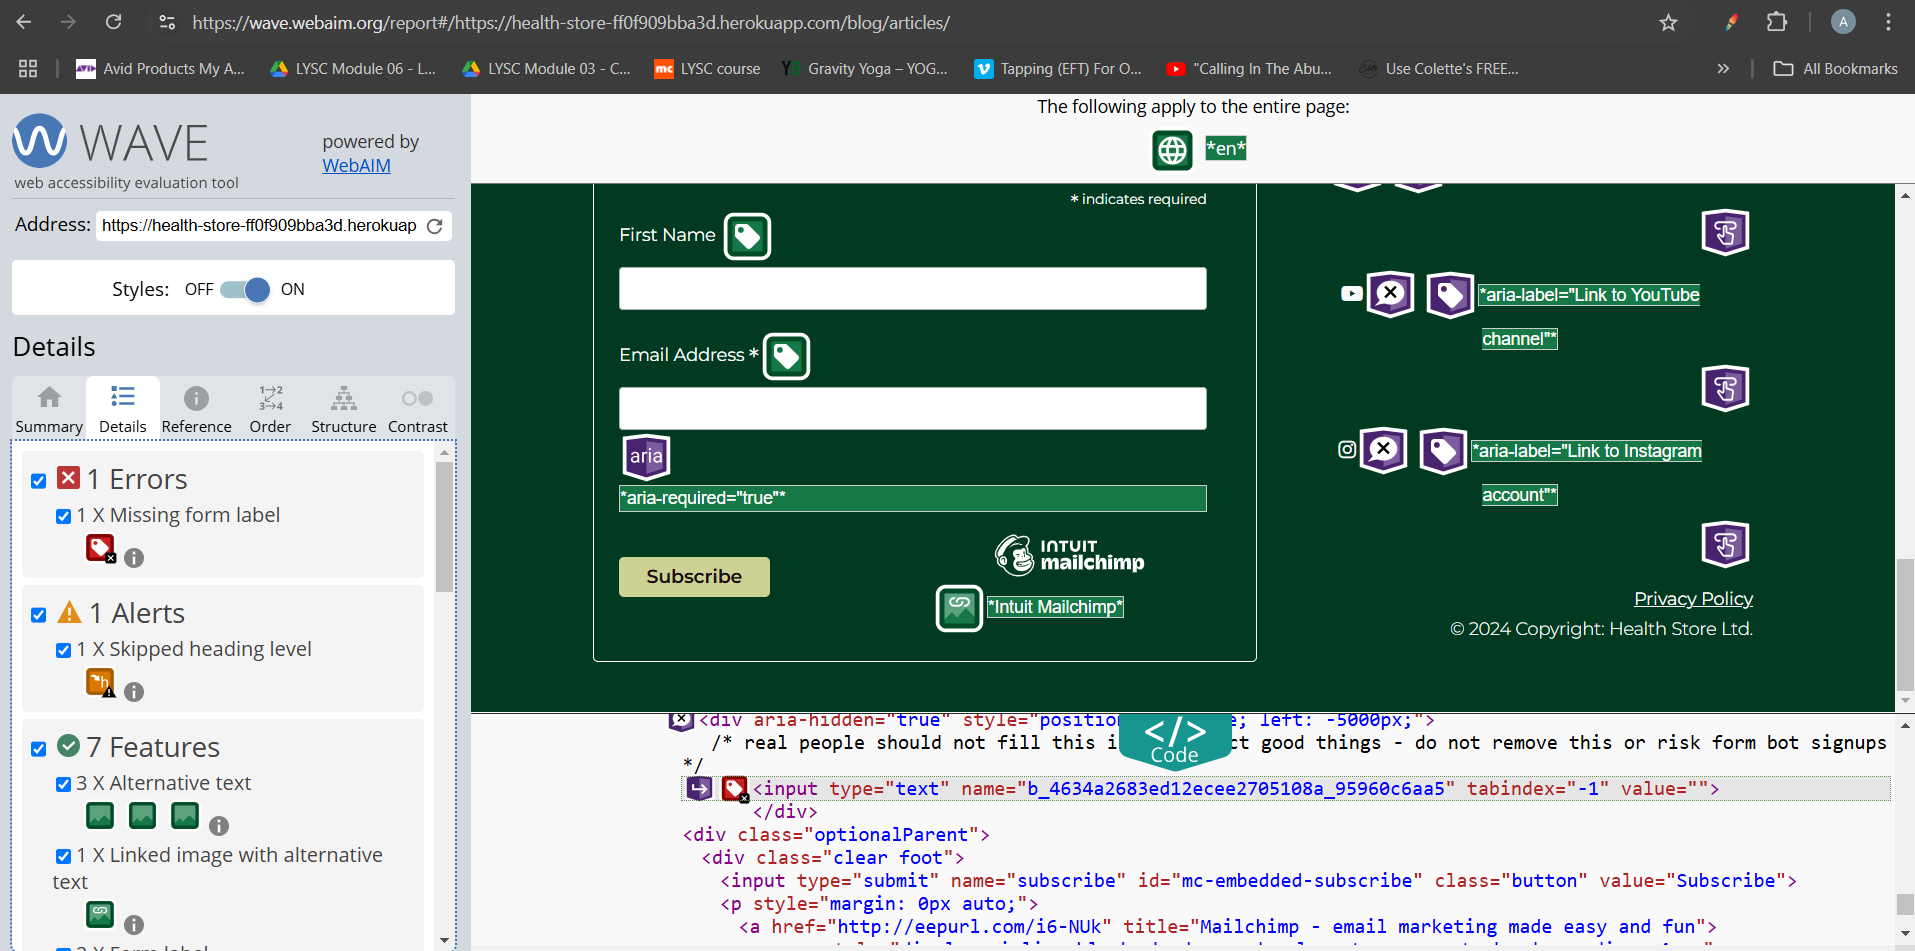 https://wave.webaim.org/report#/https://health-store-ff0f909bba3d.herokuapp.com/blog/articles/
A
Avid Products My A...
LYSC Module 06 - L...
LYSC Module 03 - C...
mc LYSC course
Gravity Yoga – YOG...
Tapping (EFT) For O...
"Calling In The Abu...
Use Colette's FREE...
»
All Bookmarks
WAVE
powered by
WebAIM
web accessibility evaluation tool
Address: https://health-store-ff0f909bba3d.herokuap
Styles: OFF ON
Details
Summary Details Reference Order Structure Contrast
1 Errors
1 X Missing form label
1 Alerts
1 X Skipped heading level
7 Features
3 X Alternative text
1 X Linked image with alternative
text
The following apply to the entire page:
*en*
* indicates required
First Name
Email Address *
aria
*aria-required="true"*
Subscribe
INTUIT
mailchimp
*Intuit Mailchimp*
*aria-label="Link to YouTube
channel"*
*aria-label="Link to Instagram
account"*
Privacy Policy
© 2024 Copyright: Health Store Ltd.
</>
Code
<div aria-hidden="true" style="position e; left: -5000px;">
/* real people should not fill this i ct good things - do not remove this or risk form bot signups
*/
<input type="text" name="b_4634a2683ed12ecee2705108a_95960c6aa5" tabindex="-1" value="">
</div>
<div class="optionalParent">
<div class="clear foot">
<input type="submit" name="subscribe" id="mc-embedded-subscribe" class="button" value="Subscribe">
<p style="margin: 0px auto;">
<a href="http://eepurl.com/i6-NUk" title="Mailchimp - email marketing made easy and fun">